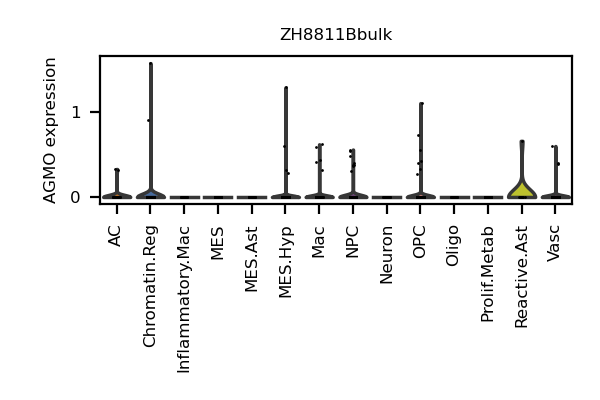 ZH8811Bbulk
AGMO expression
1
0
AC
Chromatin.Reg
Inflammatory.Mac
MES
MES.Ast
MES.Hyp
Mac
NPC
Neuron
OPC
Oligo
Prolif.Metab
Reactive.Ast
Vasc